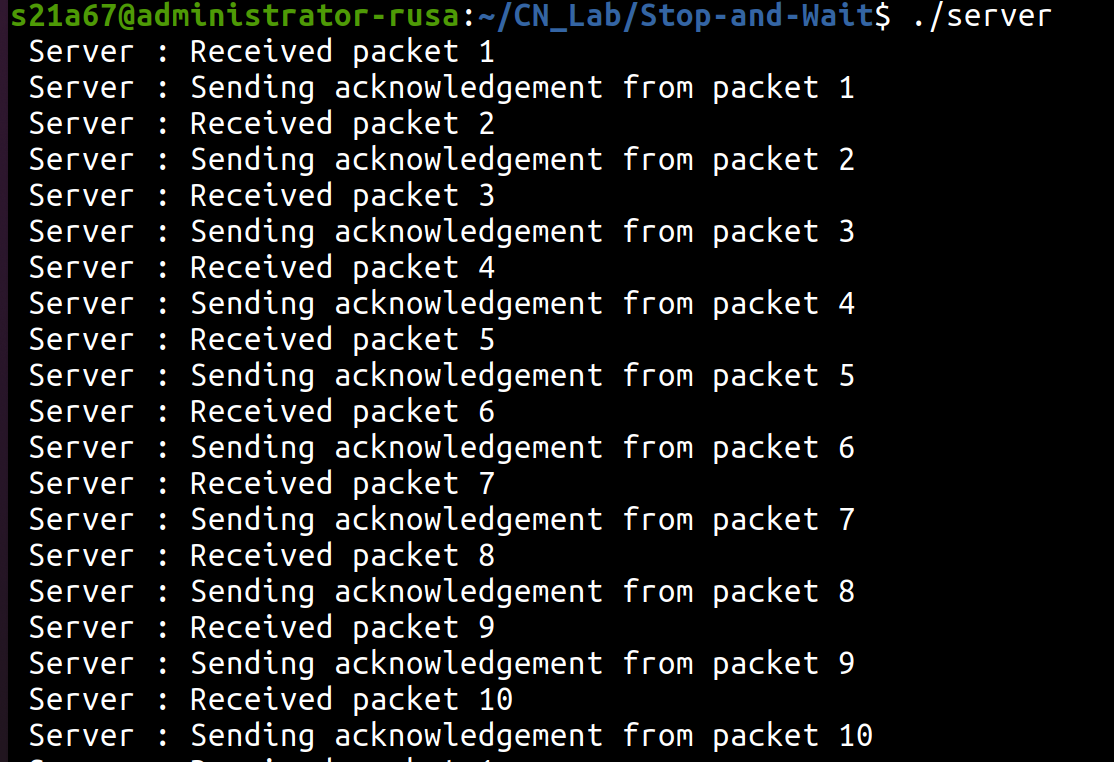 s21a67@administrator-rusa:~/CN_Lab/Stop-and-Wait$ ./server
Server : Received packet 1
Server : Sending acknowledgement from packet 1
Server : Received packet 2
Server : Sending acknowledgement from packet 2
Server : Received packet 3
Server : Sending acknowledgement from packet 3
Server : Received packet 4
Server : Sending acknowledgement from packet 4
Server : Received packet 5
Server : Sending acknowledgement from packet 5
Server : Received packet 6
Server : Sending acknowledgement from packet 6
Server : Received packet 7
Server : Sending acknowledgement from packet 7
Server : Received packet 8
Server : Sending acknowledgement from packet 8
Server : Received packet 9
Server : Sending acknowledgement from packet 9
Server : Received packet 10
Server : Sending acknowledgement from packet 10